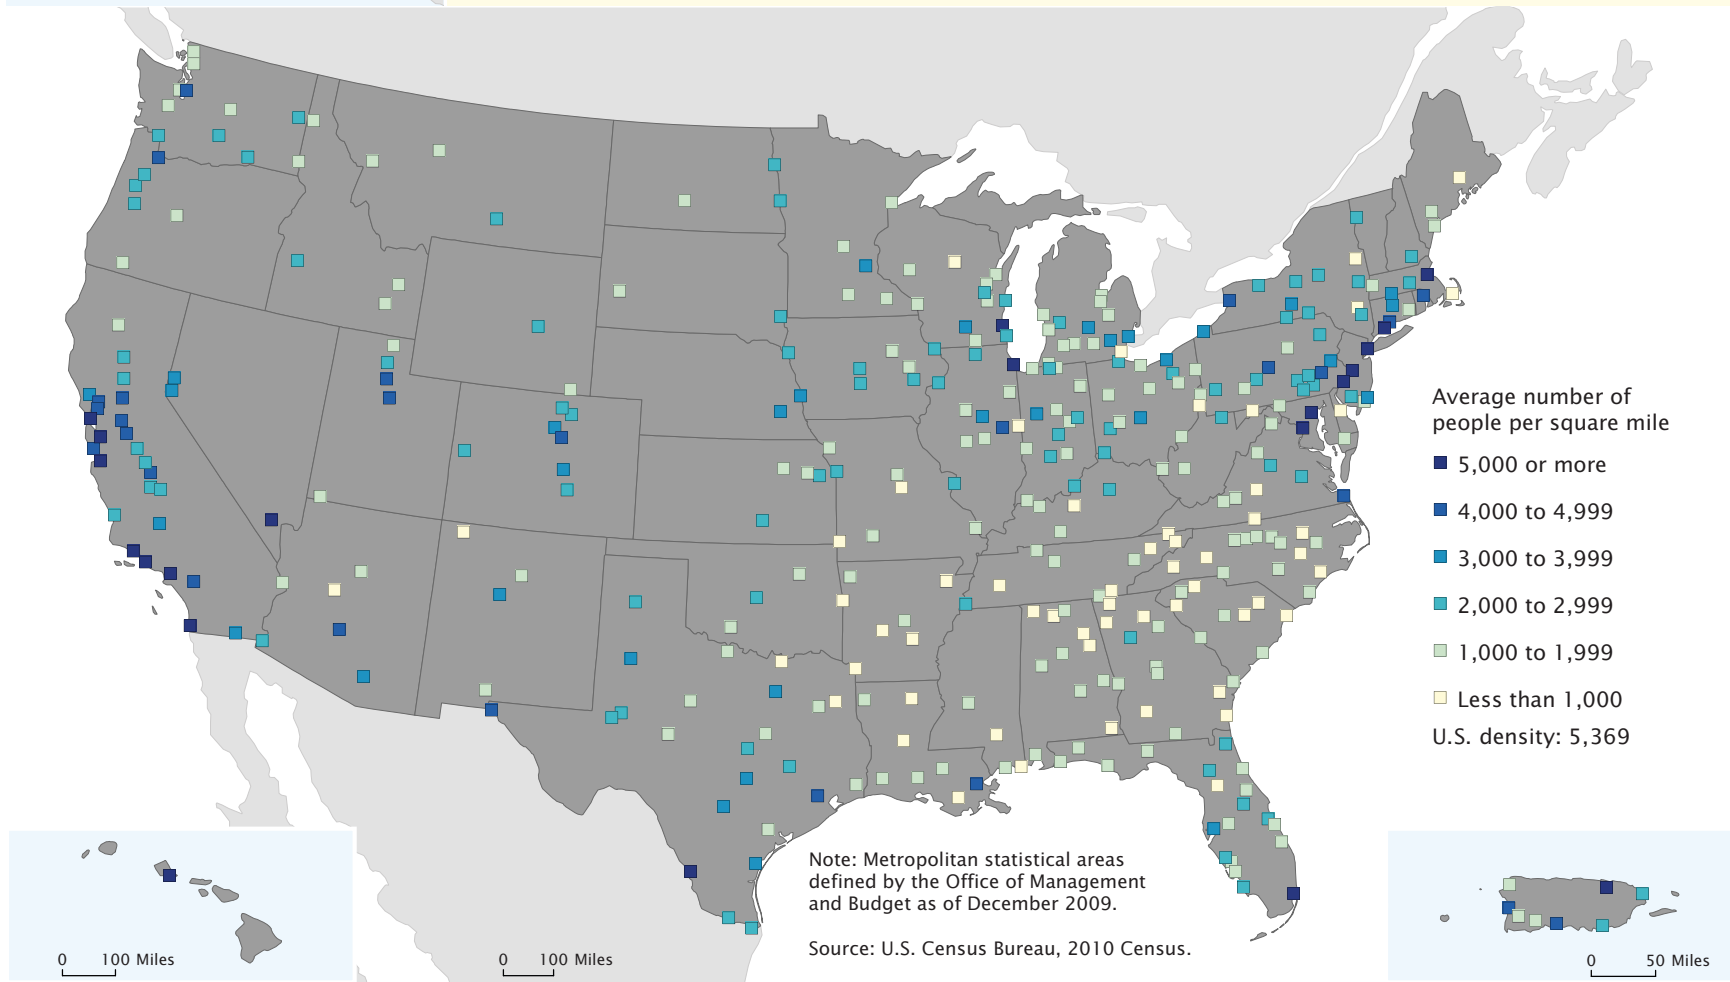 Average number of
people per square mile
5,000 or more
4,000 to 4,999
3,000 to 3,999
2,000 to 2,999
1,000 to 1,999
Less than 1,000
U.S. density: 5,369
Note: Metropolitan statistical areas
defined by the Office of Management
and Budget as of December 2009.
Source: U.S. Census Bureau, 2010 Census.
0 100 Miles
0 100 Miles
0 50 Miles